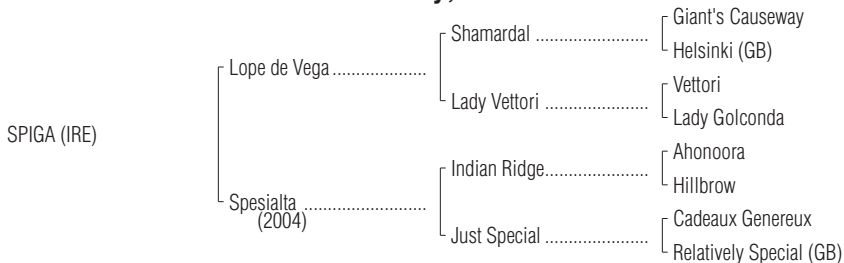 Giant's Causeway
Shamardal ...................
Helsinki (GB)
Lope de Vega ....................
Vettori
Lady Vettori ......................
Lady Golconda
SPIGA (IRE)
Ahonoora
Indian Ridge.......................
Hillbrow
Spesialta ..........................
(2004)
Cadeaux Genereux
Just Special ......................
Relatively Special (GB)